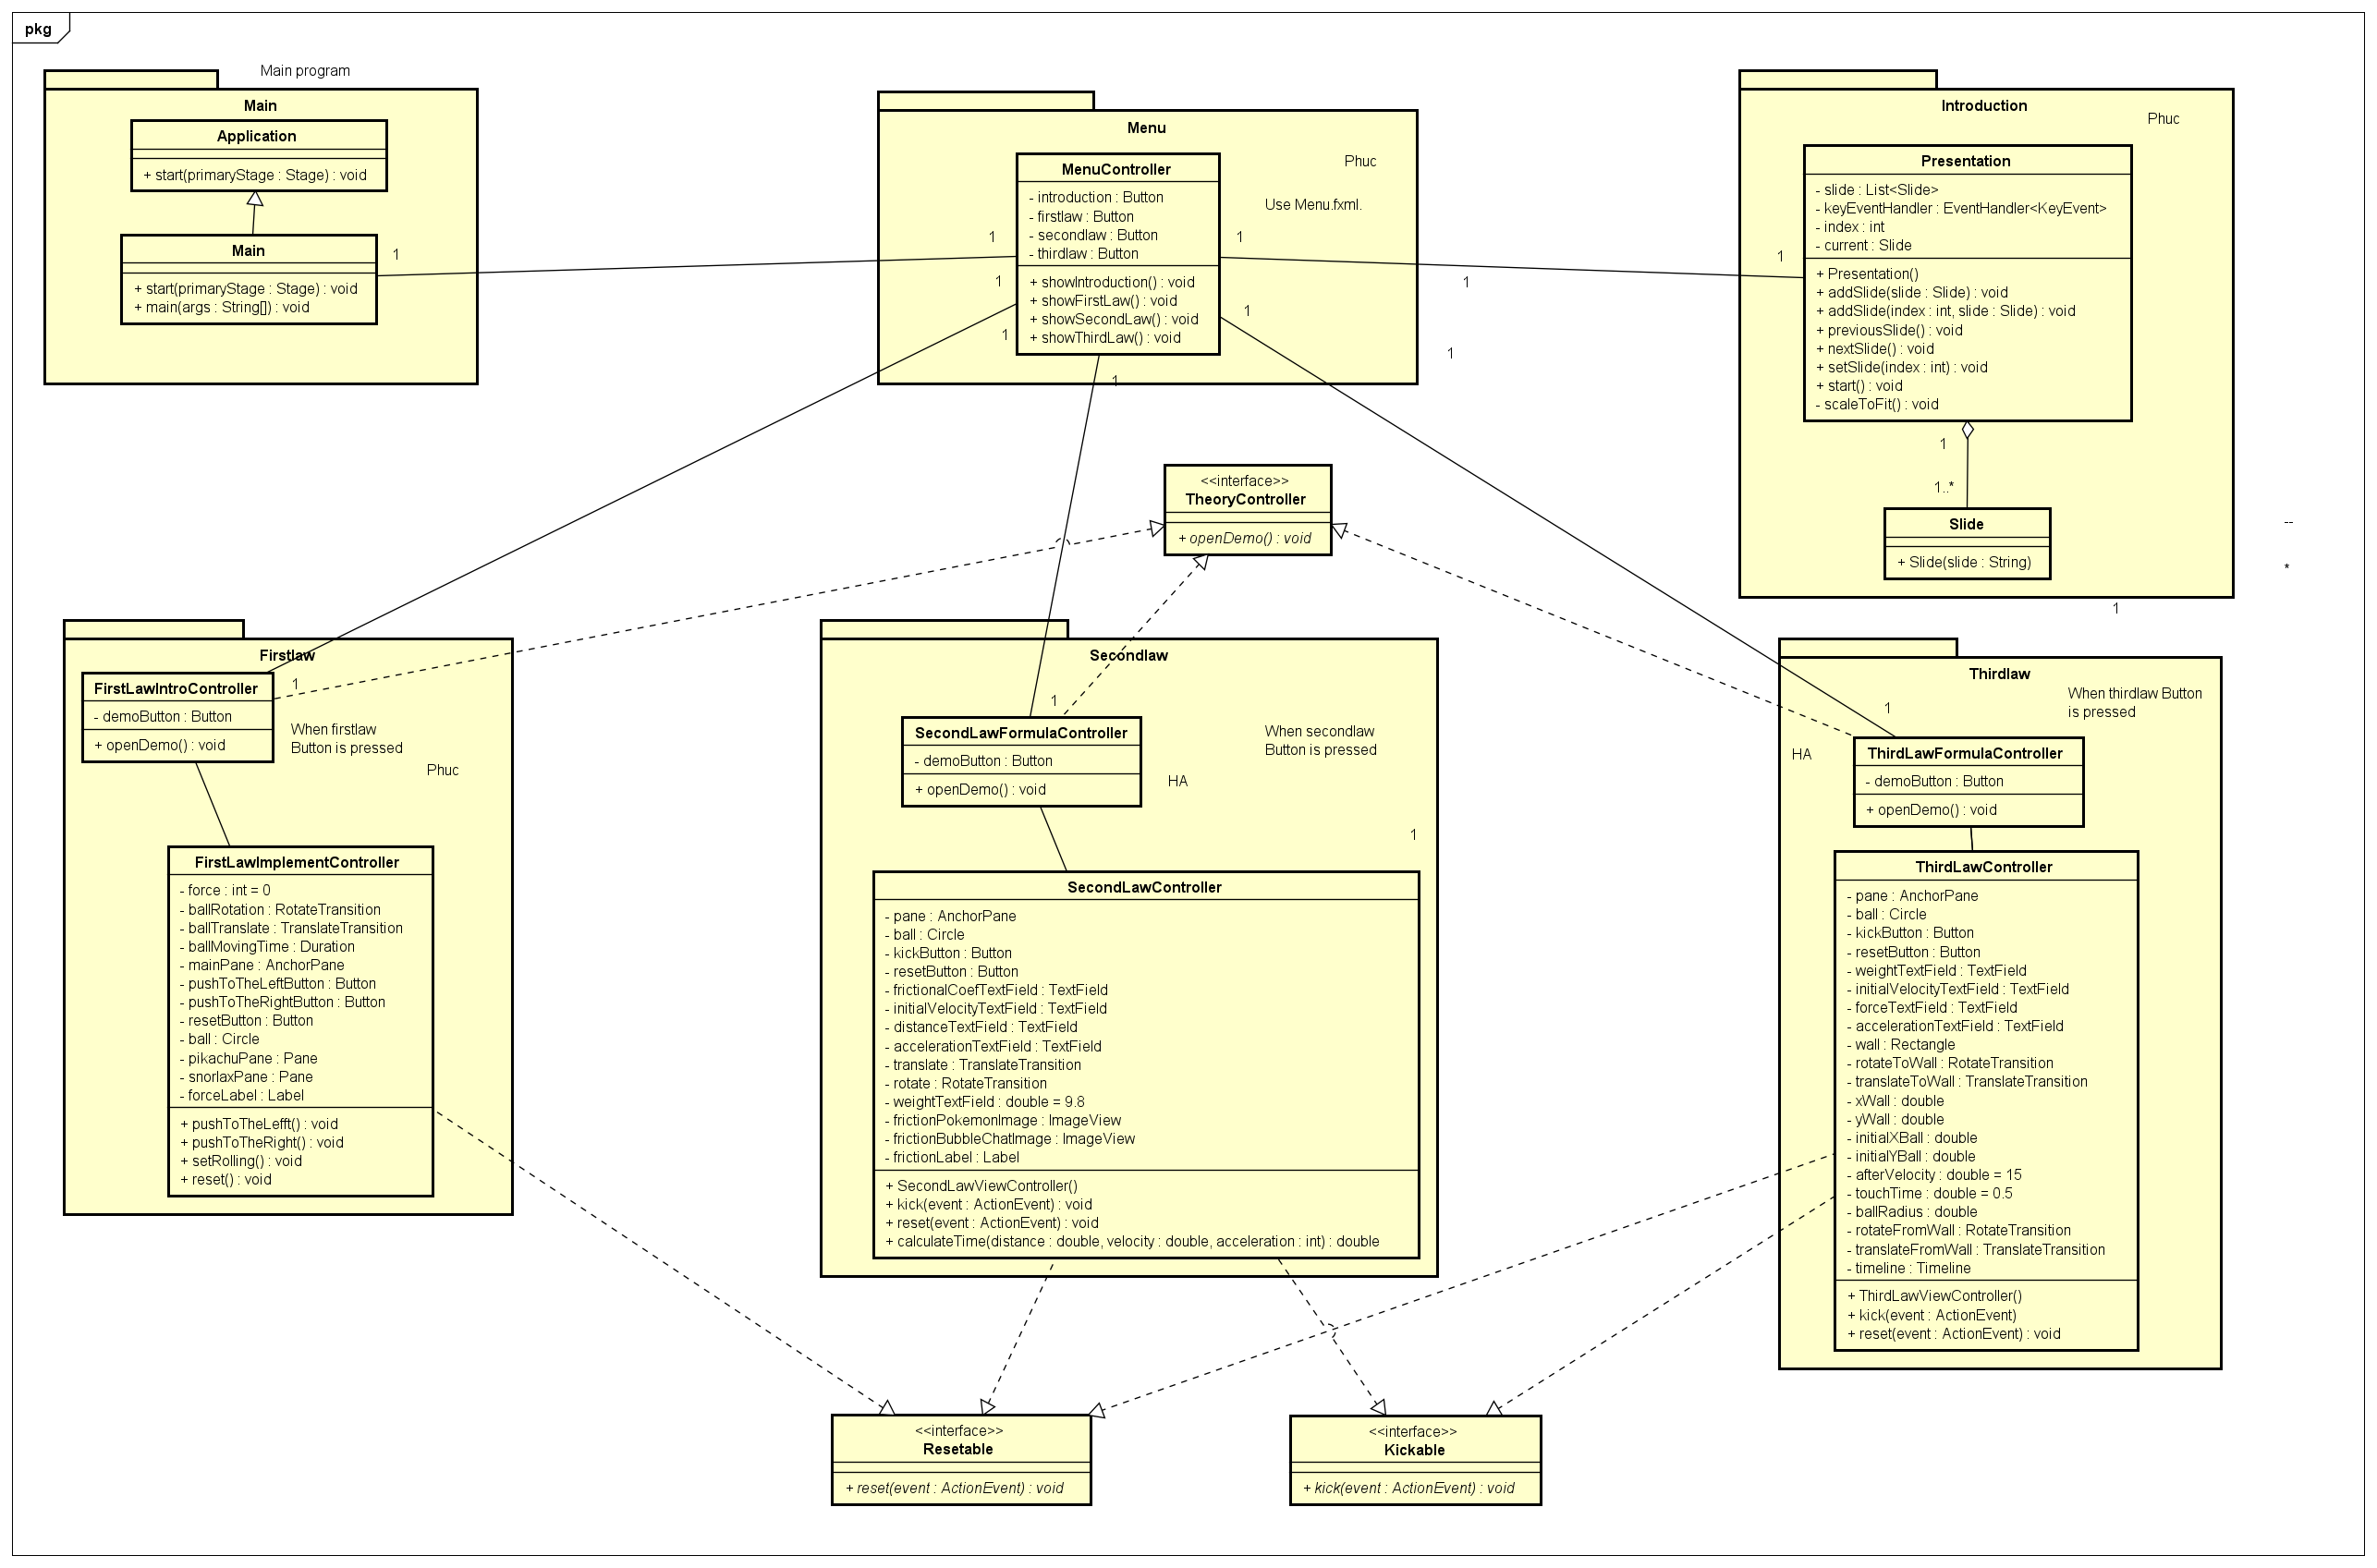 pkg
Main program
Main
Application
+ start(primaryStage : Stage) : void
Main
+ start(primaryStage : Stage) : void
+ main(args : String[]) : void
1
1
Menu
Phuc
Use Menu.fxml.
MenuController
- introduction : Button
- firstlaw : Button
- secondlaw : Button
- thirdlaw : Button
+ showIntroduction() : void
+ showFirstLaw() : void
+ showSecondLaw() : void
+ showThirdLaw() : void
1
1
1
1
1
1
1
1
Introduction
Phuc
Presentation
- slide : List<Slide>
- keyEventHandler : EventHandler<KeyEvent>
- index : int
- current : Slide
+ Presentation()
+ addSlide(slide : Slide) : void
+ addSlide(index : int, slide : Slide) : void
+ previousSlide() : void
+ nextSlide() : void
+ setSlide(index : int) : void
+ start() : void
- scaleToFit() : void
1
1..*
Slide
+ Slide(slide : String)
--
*
1
<<interface>>
TheoryController
+ openDemo() : void
Firstlaw
FirstLawIntroController
- demoButton : Button
+ openDemo() : void
1
When firstlaw
Button is pressed
Phuc
FirstLawImplementController
- force : int = 0
- ballRotation : RotateTransition
- ballTranslate : TranslateTransition
- ballMovingTime : Duration
- mainPane : AnchorPane
- pushToTheLeftButton : Button
- pushToTheRightButton : Button
- resetButton : Button
- ball : Circle
- pikachuPane : Pane
- snorlaxPane : Pane
- forceLabel : Label
+ pushToTheLefft() : void
+ pushToTheRight() : void
+ setRolling() : void
+ reset() : void
Secondlaw
1
When secondlaw
Button is pressed
SecondLawFormulaController
- demoButton : Button
+ openDemo() : void
HA
1
SecondLawController
- pane : AnchorPane
- ball : Circle
- kickButton : Button
- resetButton : Button
- frictionalCoefTextField : TextField
- initialVelocityTextField : TextField
- distanceTextField : TextField
- accelerationTextField : TextField
- translate : TranslateTransition
- rotate : RotateTransition
- weightTextField : double = 9.8
- frictionPokemonImage : ImageView
- frictionBubbleChatImage : ImageView
- frictionLabel : Label
+ SecondLawViewController()
+ kick(event : ActionEvent) : void
+ reset(event : ActionEvent) : void
+ calculateTime(distance : double, velocity : double, acceleration : int) : double
Thirdlaw
When thirdlaw Button
is pressed
1
HA
ThirdLawFormulaController
- demoButton : Button
+ openDemo() : void
ThirdLawController
- pane : AnchorPane
- ball : Circle
- kickButton : Button
- resetButton : Button
- weightTextField : TextField
- initialVelocityTextField : TextField
- forceTextField : TextField
- accelerationTextField : TextField
- wall : Rectangle
- rotateToWall : RotateTransition
- translateToWall : TranslateTransition
- xWall : double
- yWall : double
- initialXBall : double
- initialYBall : double
- afterVelocity : double = 15
- touchTime : double = 0.5
- ballRadius : double
- rotateFromWall : RotateTransition
- translateFromWall : TranslateTransition
- timeline : Timeline
+ ThirdLawViewController()
+ kick(event : ActionEvent)
+ reset(event : ActionEvent) : void
<<interface>>
Resetable
+ reset(event : ActionEvent) : void
<<interface>>
Kickable
+ kick(event : ActionEvent) : void